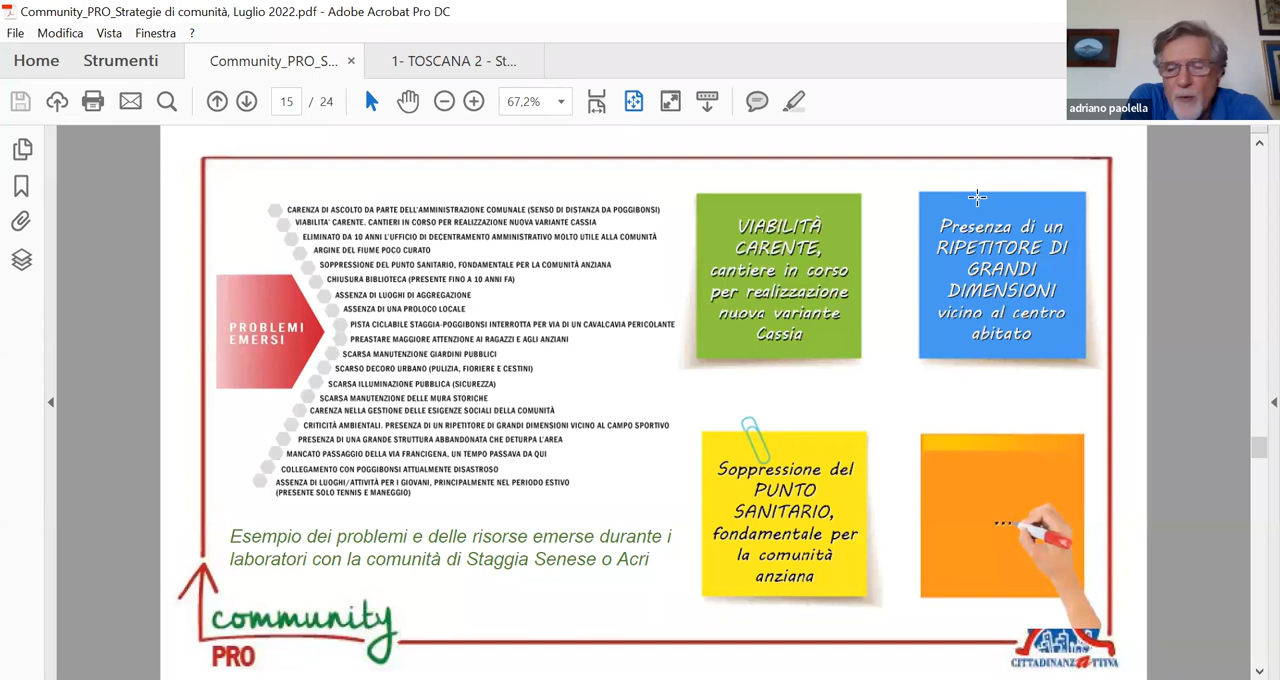 Community_PRO_Strategie di comunità, Luglio 2022.pdf - Adobe Acrobat Pro DC
File Modifica Vista Finestra ?
Home Strumenti Community_PRO_S... × 1- TOSCANA 2 - St...
15 / 24 67,2%
adriano paolella
CARENZA DI ASCOLTO DA PARTE DELL'AMMINISTRAZIONE COMUNALE (SENSO DI DISTANZA DA POGGIBONSI)
VIABILITA' CARENTE. CANTIERI IN CORSO PER REALIZZAZIONE NUOVA VARIANTE CASSIA
ELIMINATO DA 10 ANNI L'UFFICIO DI DECENTRAMENTO AMMINISTRATIVO MOLTO UTILE ALLA COMUNITÀ
ARGINE DEL FIUME POCO CURATO
SOPPRESSIONE DEL PUNTO SANITARIO, FONDAMENTALE PER LA COMUNITÀ ANZIANA
CHIUSURA BIBLIOTECA (PRESENTE FINO A 10 ANNI FA)
ASSENZA DI LUOGHI DI AGGREGAZIONE
ASSENZA DI UNA PROLOCO LOCALE
PISTA CICLABILE STAGGIA-POGGIBONSI INTERROTTA PER VIA DI UN CAVALCAVIA PERICOLANTE
PREASTARE MAGGIORE ATTENZIONE AI RAGAZZI E AGLI ANZIANI
SCARSA MANUTENZIONE GIARDINI PUBBLICI
SCARSO DECORO URBANO (PULIZIA, FIORIERE E CESTINI)
SCARSA ILLUMINAZIONE PUBBLICA (SICUREZZA)
SCARSA MANUTENZIONE DELLE MURA STORICHE
CARENZA NELLA GESTIONE DELLE ESIGENZE SOCIALI DELLA COMUNITÀ
CRITICITÀ AMBIENTALI. PRESENZA DI UN RIPETITORE DI GRANDI DIMENSIONI VICINO AL CAMPO SPORTIVO
PRESENZA DI UNA GRANDE STRUTTURA ABBANDONATA CHE DETURPA L'AREA
MANCATO PASSAGGIO DELLA VIA FRANCIGENA, UN TEMPO PASSAVA DA QUI
COLLEGAMENTO CON POGGIBONSI ATTUALMENTE DISASTROSO
ASSENZA DI LUOGHI/ATTIVITÀ PER I GIOVANI, PRINCIPALMENTE NEL PERIODO ESTIVO
(PRESENTE SOLO TENNIS E MANEGGIO)
PROBLEMI
EMERSI
VIABILITÀ
CARENTE,
cantiere in corso
per realizzazione
nuova variante
Cassia
Presenza di un
RIPETITORE DI
GRANDI
DIMENSIONI
vicino al centro
abitato
Soppressione del
PUNTO
SANITARIO,
fondamentale per
la comunità
anziana
...
Esempio dei problemi e delle risorse emerse durante i
laboratori con la comunità di Staggia Senese o Acri
community
PRO
CITTADINANZATTIVA